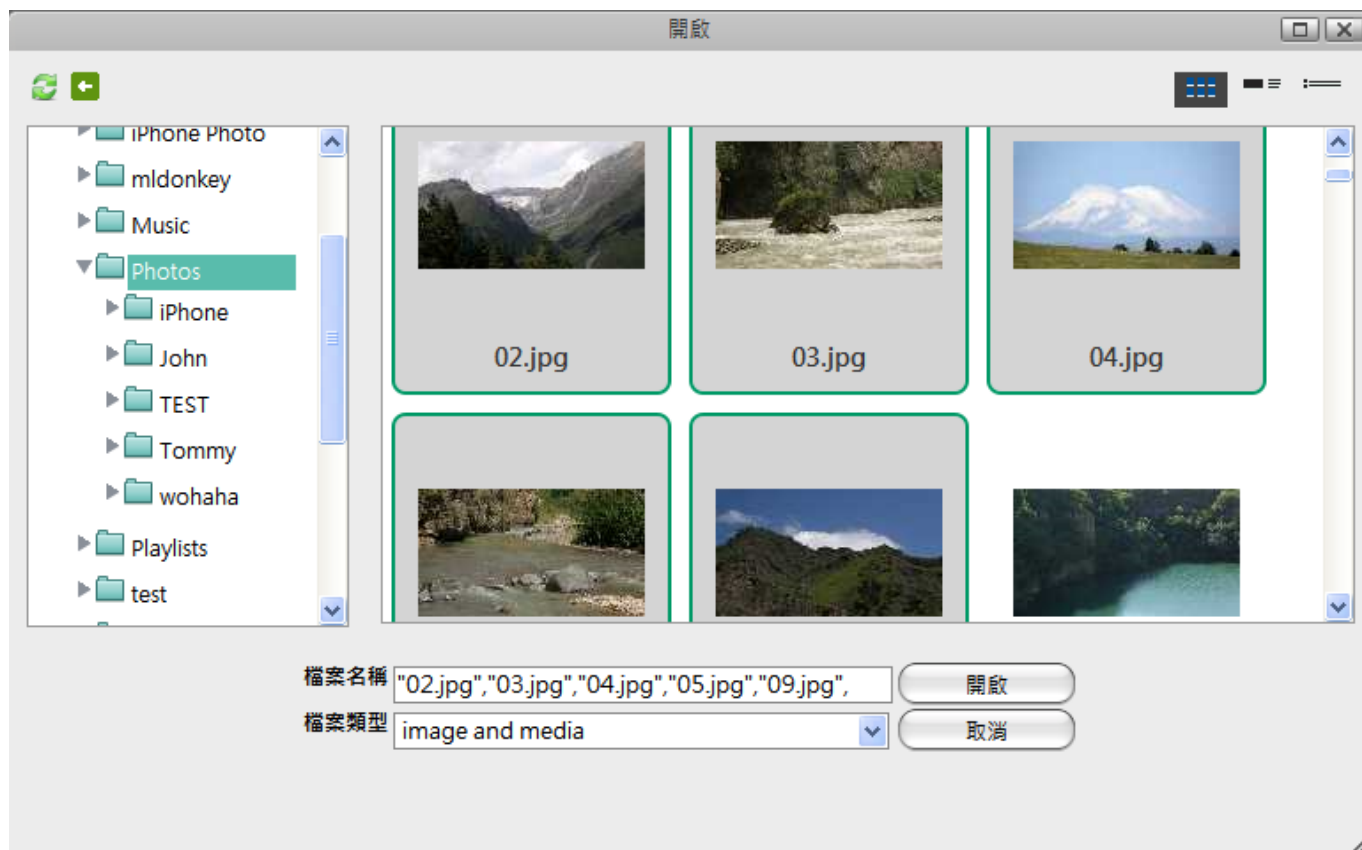 開啟
iPhone Photo
mldonkey
Music
Photos
iPhone
John
TEST
Tommy
wohaha
Playlists
test
02.jpg
03.jpg
04.jpg
檔案名稱
"02.jpg","03.jpg","04.jpg","05.jpg","09.jpg",
開啟
檔案類型
image and media
取消